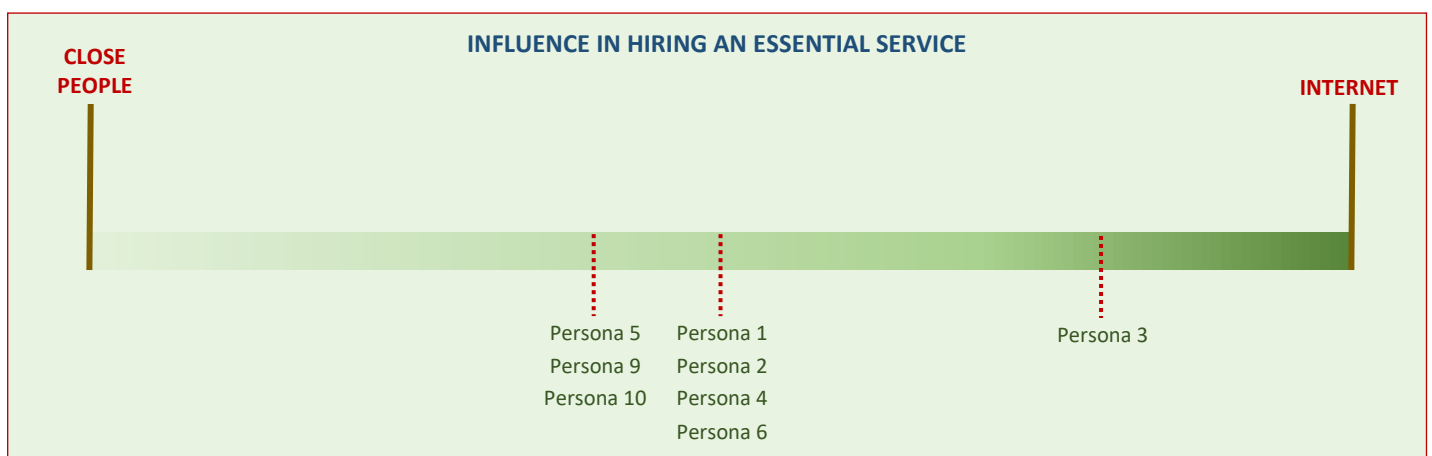 INFLUENCE IN HIRING AN ESSENTIAL SERVICE
CLOSE
PEOPLE
INTERNET
Persona 5
Persona 9
Persona 10
Persona 1
Persona 2
Persona 4
Persona 6
Persona 3